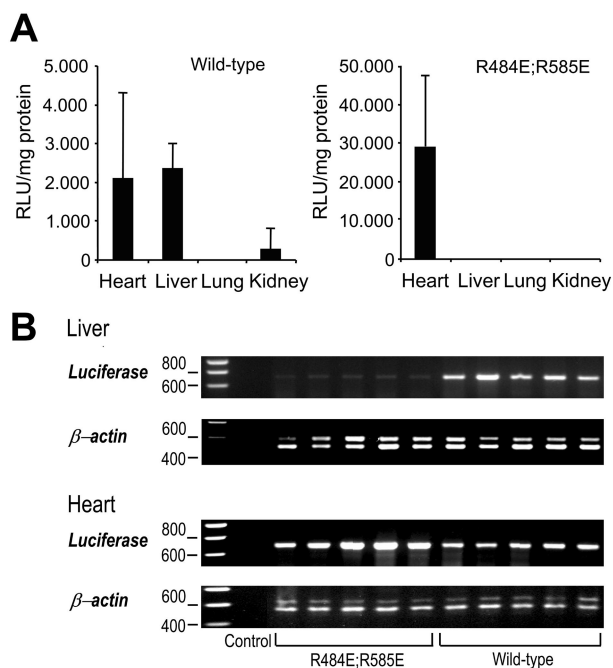 A
Wild-type
R484E;R585E
RLU/mg protein
5.000
4.000
3.000
2.000
1.000
0
Heart Liver Lung Kidney
RLU/mg protein
50.000
40.000
30.000
20.000
10.000
0
Heart Liver Lung Kidney
B
Liver
Luciferase
800
600
β–actin
600
400
Heart
Luciferase
800
600
β–actin
600
400
Control
R484E;R585E
Wild-type